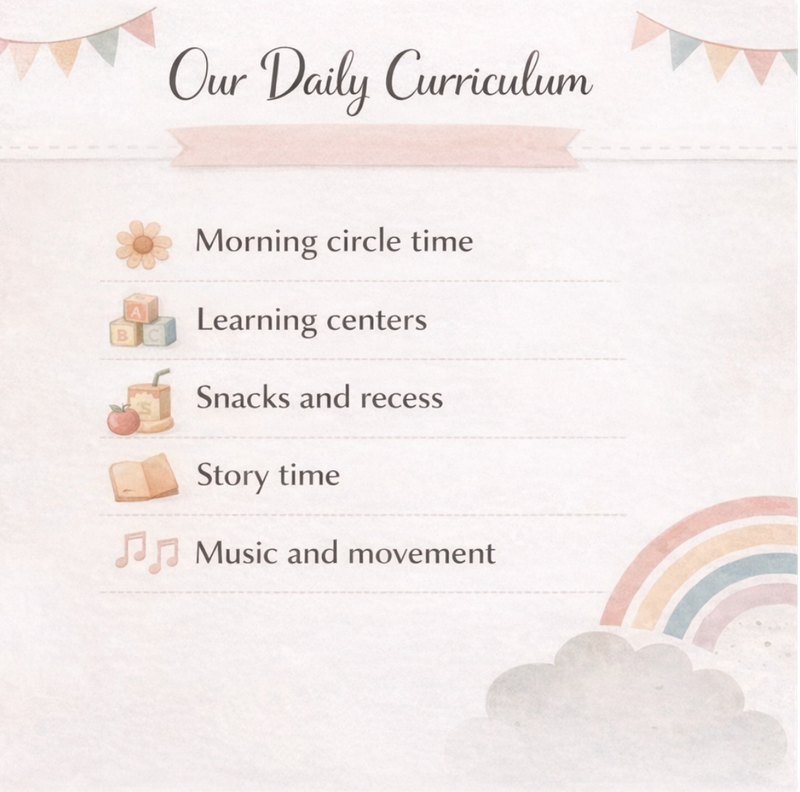 Our Daily Curriculum
Morning circle time
A
B C
Learning centers
S
Snacks and recess
Story time
Music and movement